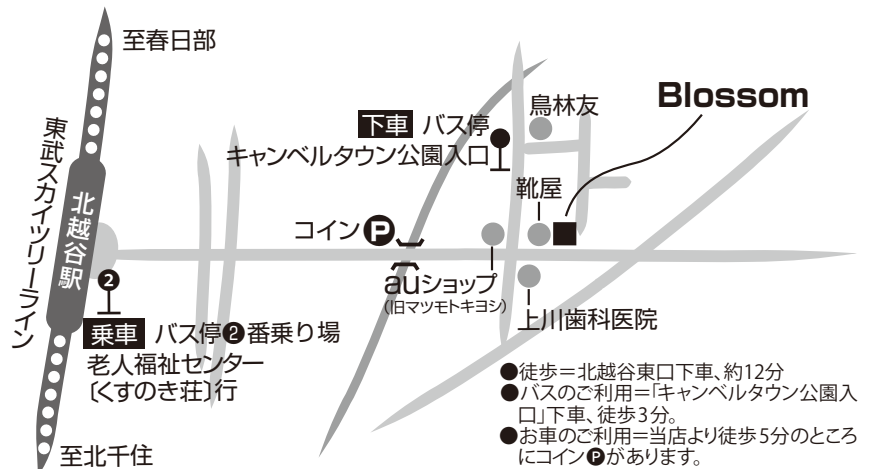 至春日部
東武スカイツリーライン
北越谷駅
❷
乗車 バス停❷番乗り場
老人福祉センター
〔くすのき荘〕行
至北千住
下車 バス停
キャンベルタウン公園入口
鳥林友
Blossom
靴屋
コインP
auショップ
(旧マツモトキヨシ)
上川歯科医院
●徒歩=北越谷東口下車、約12分
●バスのご利用=「キャンベルタウン公園入
口」下車、徒歩3分。
●お車のご利用=当店より徒歩5分のところ
にコインPがあります。